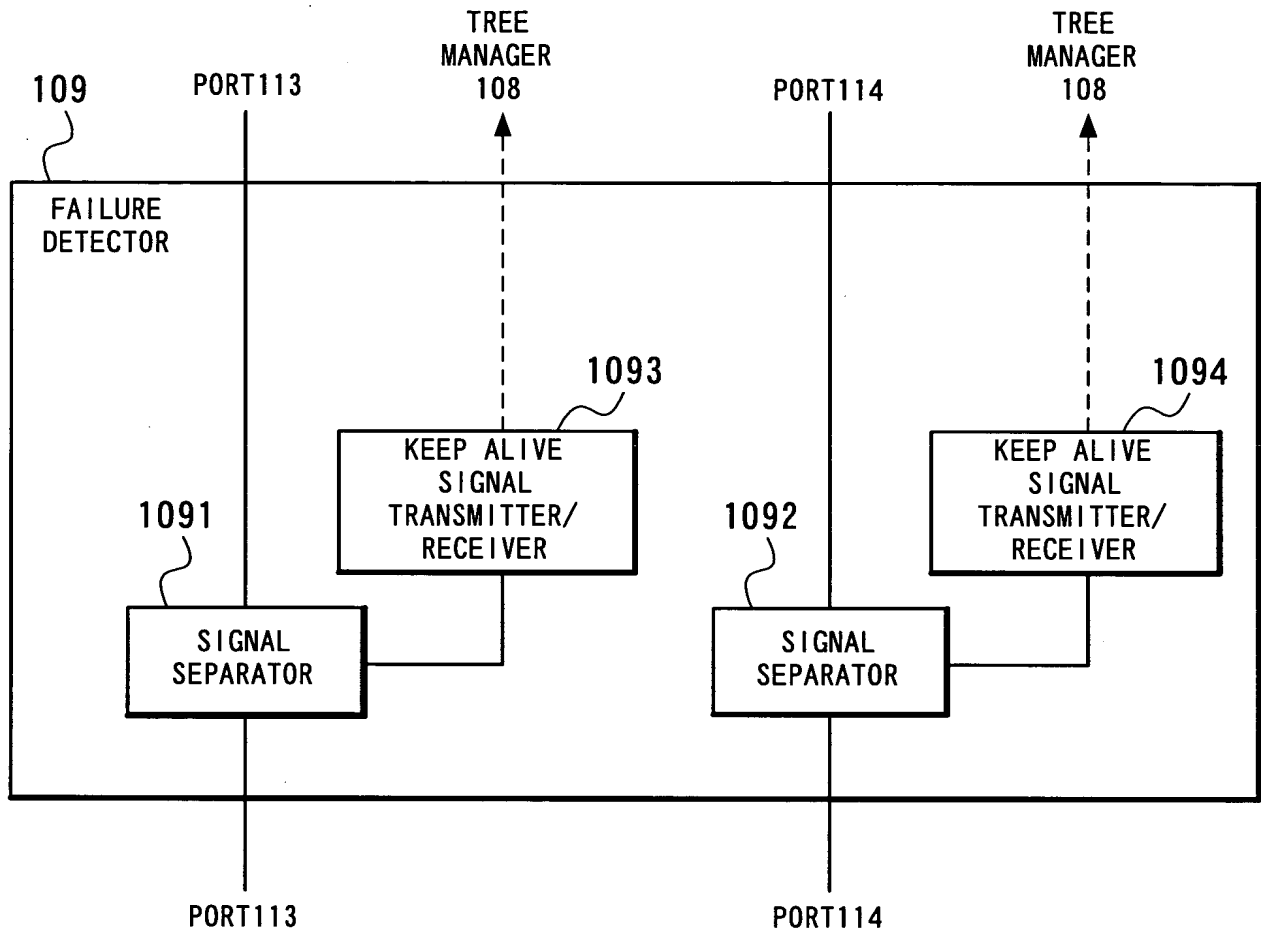 TREE
MANAGER
108
TREE
MANAGER
108
109
PORT113
PORT114
FAILURE
DETECTOR
1093
1094
KEEP ALIVE
SIGNAL
TRANSMITTER/
RECEIVER
KEEP ALIVE
SIGNAL
TRANSMITTER/
RECEIVER
1091
1092
SIGNAL
SEPARATOR
SIGNAL
SEPARATOR
PORT113
PORT114